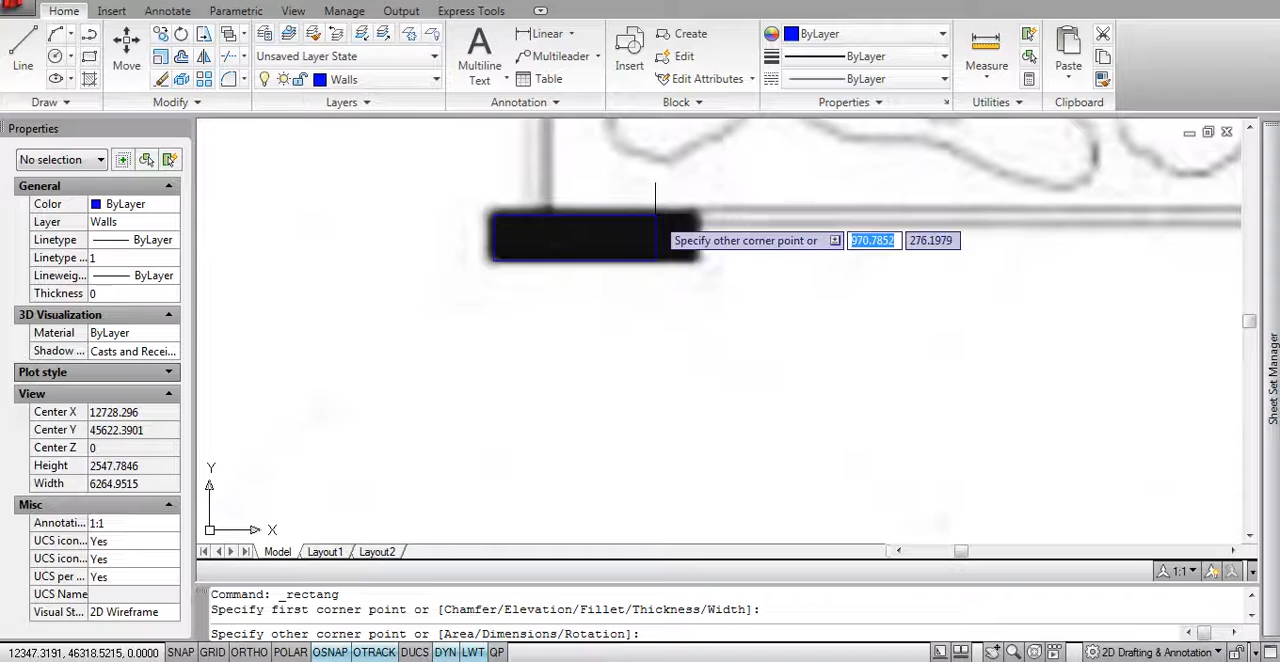 Home Insert Annotate Parametric View Manage Output Express Tools
Line
Move
Unsaved Layer State
Walls
Multiline
Text
Linear
Multileader
Table
Insert
Create
Edit
Edit Attributes
ByLayer
ByLayer
ByLayer
Measure
Paste
Draw Modify Layers Annotation Block Properties Utilities Clipboard
Properties
No selection
General
Color ByLayer
Layer Walls
Linetype ByLayer
Linetype ... 1
Lineweig... ByLayer
Thickness 0
3D Visualization
Material ByLayer
Shadow ... Casts and Recei...
Plot style
View
Center X 12728.296
Center Y 45622.3901
Center Z 0
Height 2547.7846
Width 6264.9515
Misc
Annotati... 1:1
UCS icon... Yes
UCS icon... Yes
UCS per ... Yes
UCS Name
Visual St... 2D Wireframe
Specify other corner point or 970.7852 276.1979
Y
X
Sheet Set Manager
Model Layout1 Layout2
1:1
Command: _rectang
Specify first corner point or [Chamfer/Elevation/Fillet/Thickness/Width]:
Specify other corner point or [Area/Dimensions/Rotation]:
12347.3191, 46318.5215, 0.0000 SNAP GRID ORTHO POLAR OSNAP OTRACK DUCS DYN LWT QP 2D Drafting & Annotation